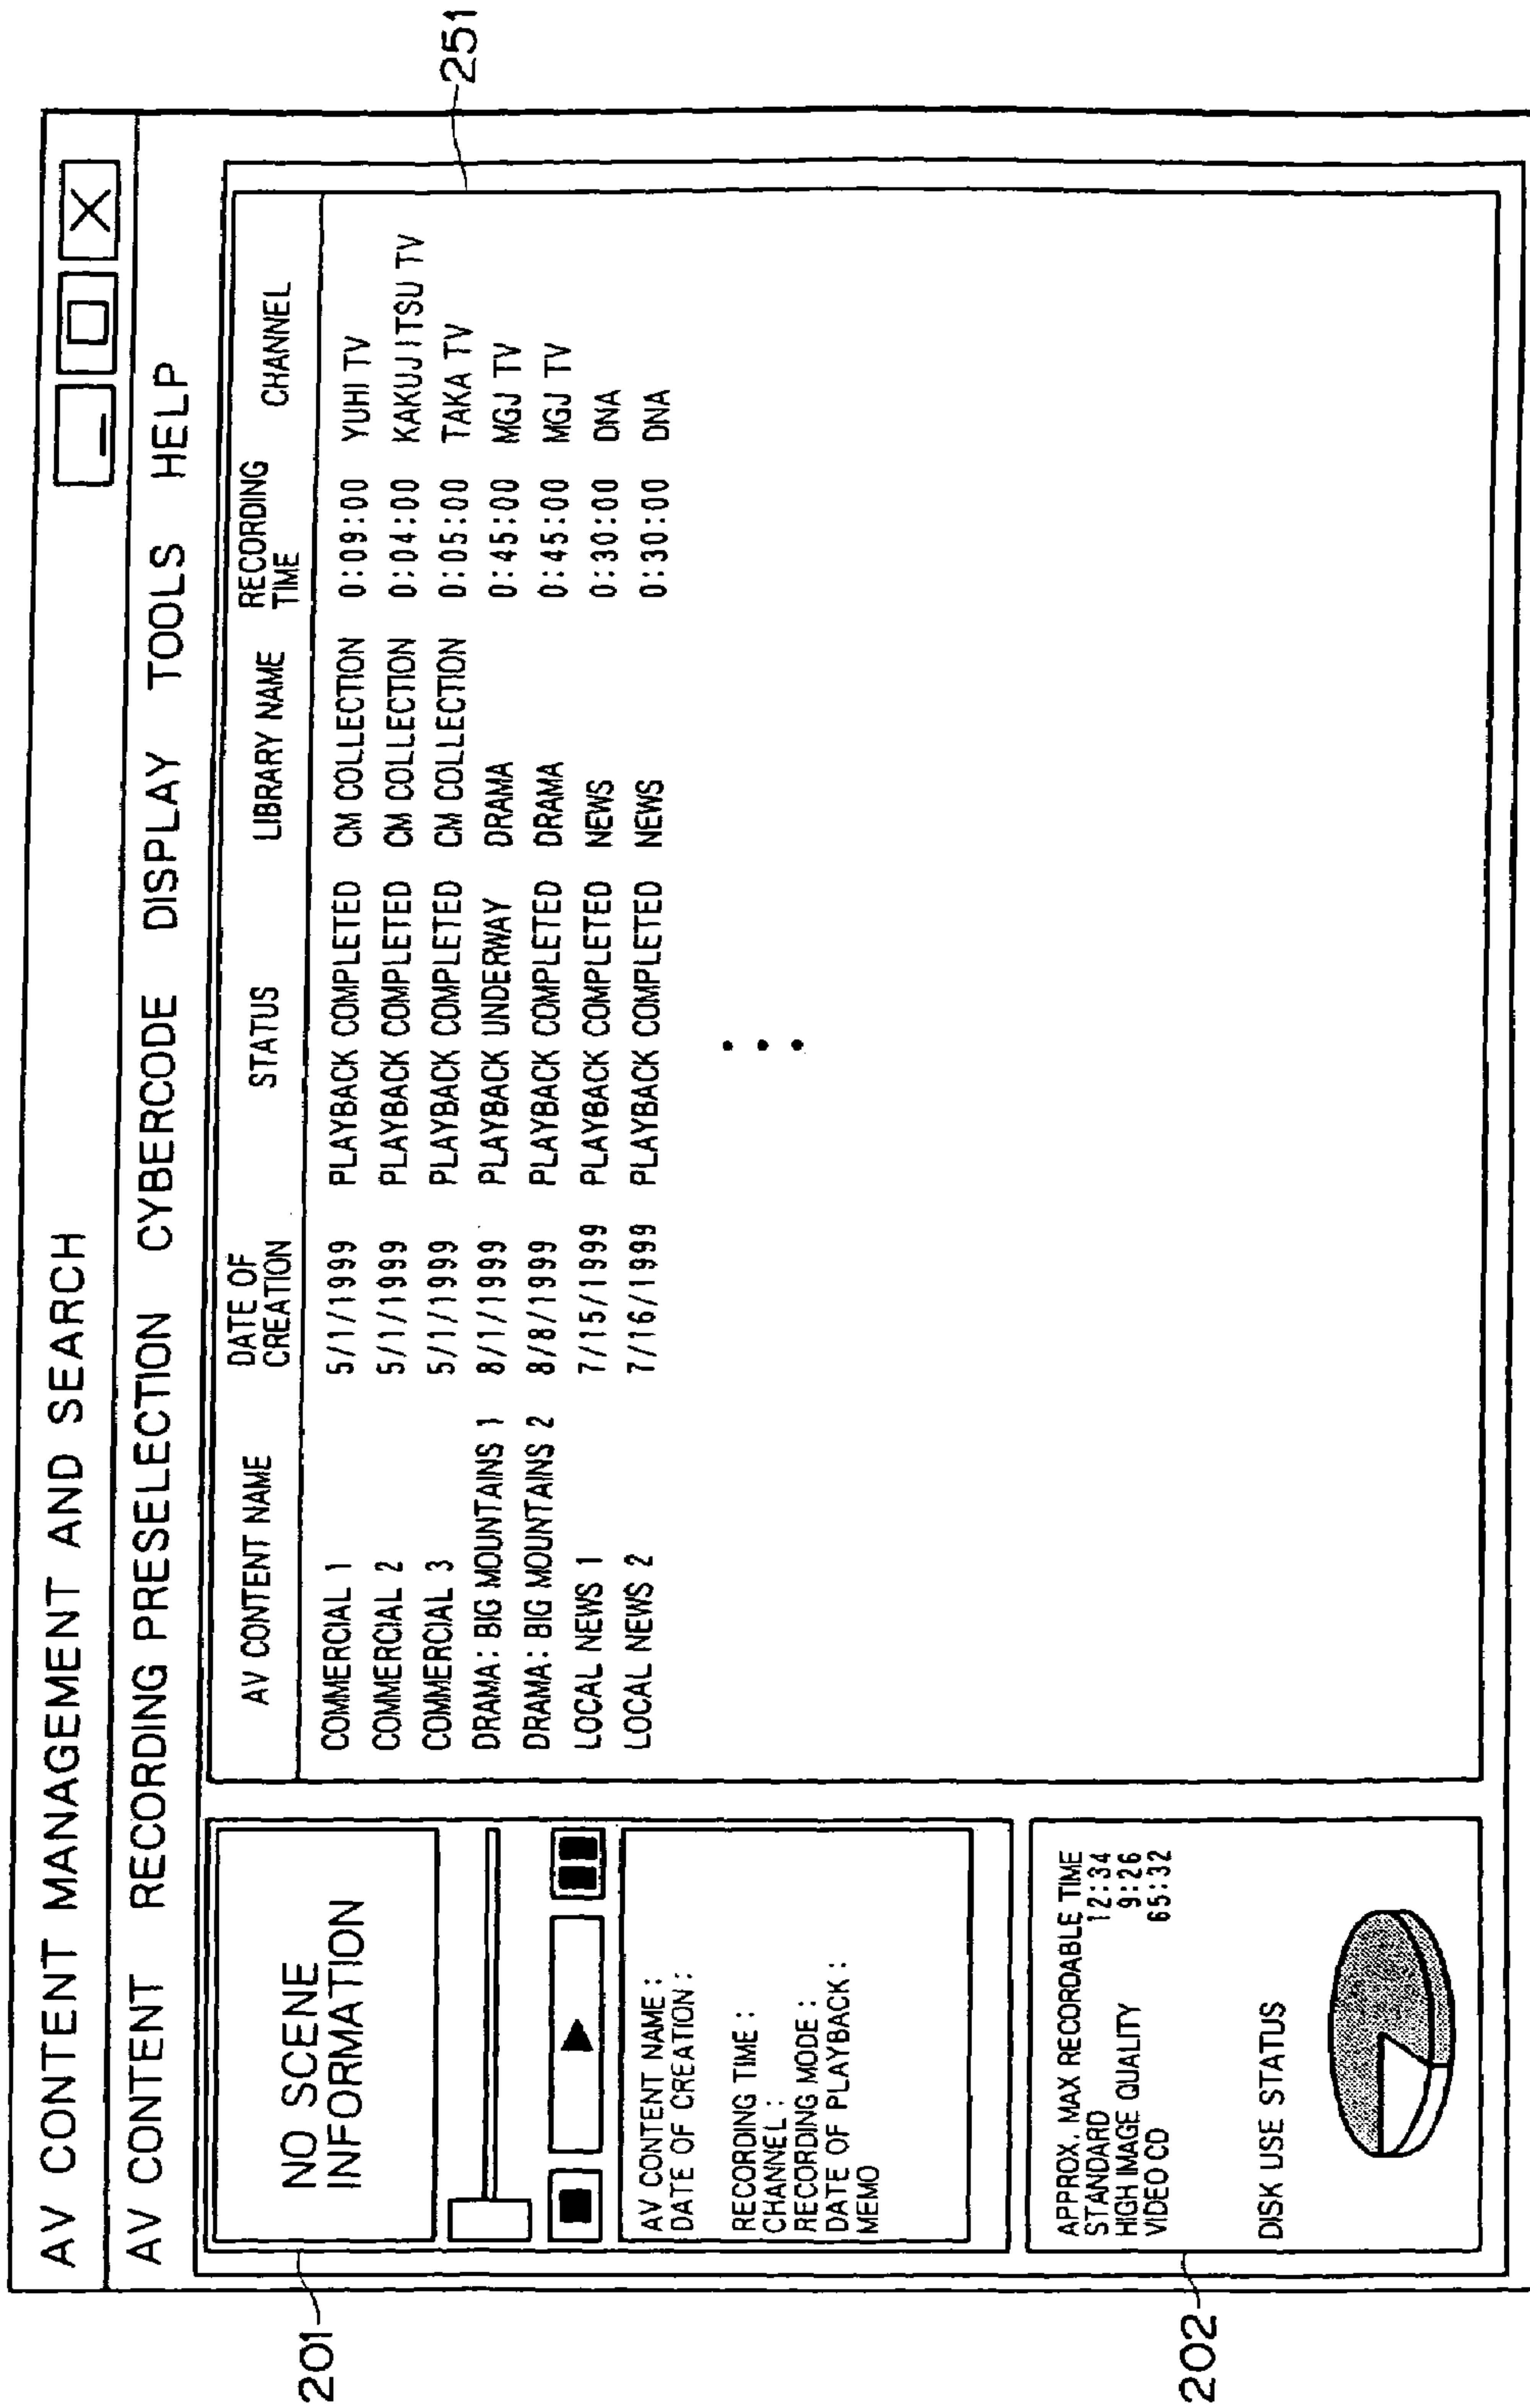 AV CONTENT MANAGEMENT AND SEARCH
AV CONTENT RECORDING PRESELECTION CYBERCODE DISPLAY TOOLS HELP
201
NO SCENE
INFORMATION
AV CONTENT NAME :
DATE OF CREATION :
RECORDING TIME :
CHANNEL :
RECORDING MODE :
DATE OF PLAYBACK :
MEMO
202
APPROX. MAX RECORDABLE TIME
STANDARD 12:34
HIGH IMAGE QUALITY 9:26
VIDEO CD 65:32
DISK USE STATUS
251
AV CONTENT NAME DATE OF CREATION STATUS LIBRARY NAME RECORDING TIME CHANNEL
COMMERCIAL 1 5/1/1999 PLAYBACK COMPLETED CM COLLECTION 0:09:00 YUHI TV
COMMERCIAL 2 5/1/1999 PLAYBACK COMPLETED CM COLLECTION 0:04:00 KAKUJITSU TV
COMMERCIAL 3 5/1/1999 PLAYBACK COMPLETED CM COLLECTION 0:05:00 TAKA TV
DRAMA: BIG MOUNTAINS 1 8/1/1999 PLAYBACK UNDERWAY DRAMA 0:45:00 MGJ TV
DRAMA: BIG MOUNTAINS 2 8/8/1999 PLAYBACK COMPLETED DRAMA 0:45:00 MGJ TV
LOCAL NEWS 1 7/15/1999 PLAYBACK COMPLETED NEWS 0:30:00 DNA
LOCAL NEWS 2 7/16/1999 PLAYBACK COMPLETED NEWS 0:30:00 DNA